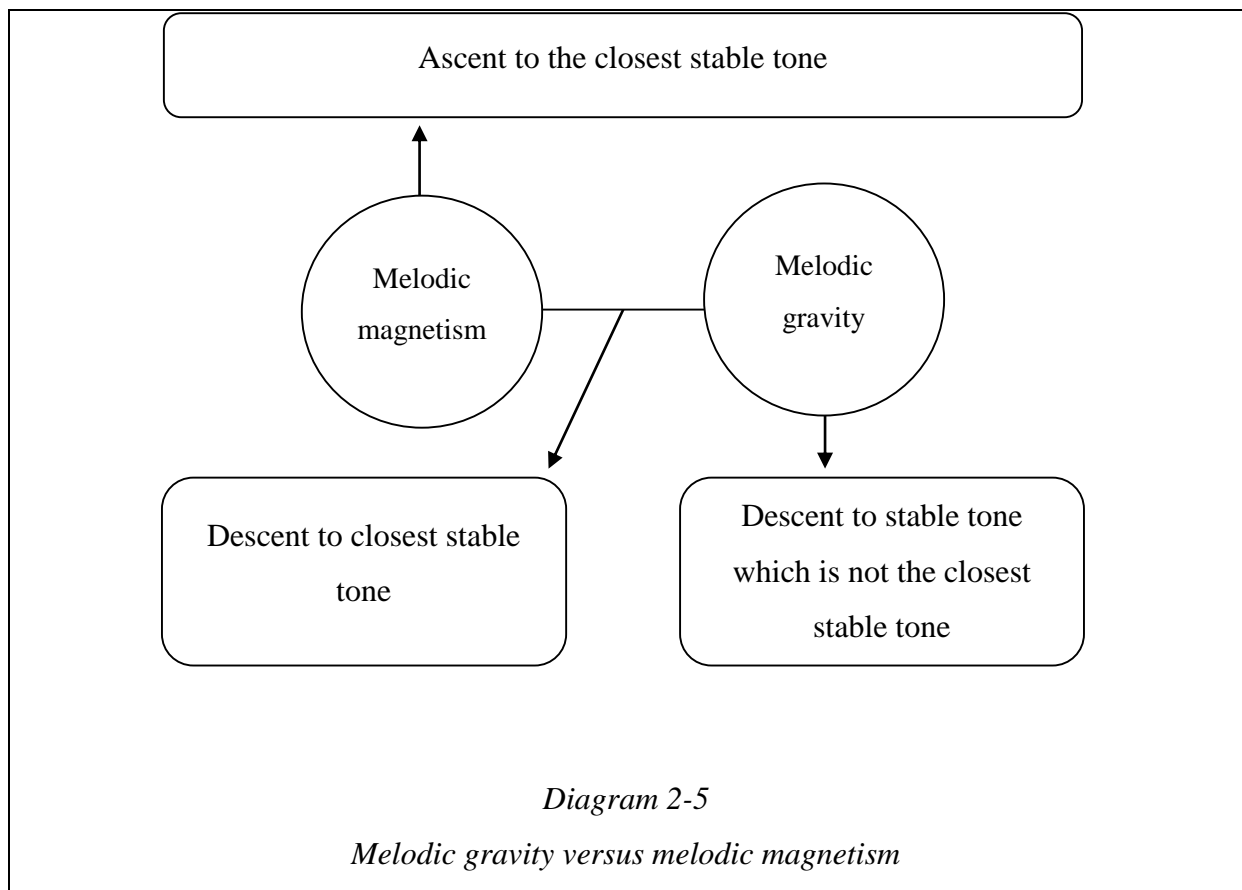 Ascent to the closest stable tone
Melodic
magnetism
Melodic
gravity
Descent to closest stable
tone
Descent to stable tone
which is not the closest
stable tone
Diagram 2-5
Melodic gravity versus melodic magnetism